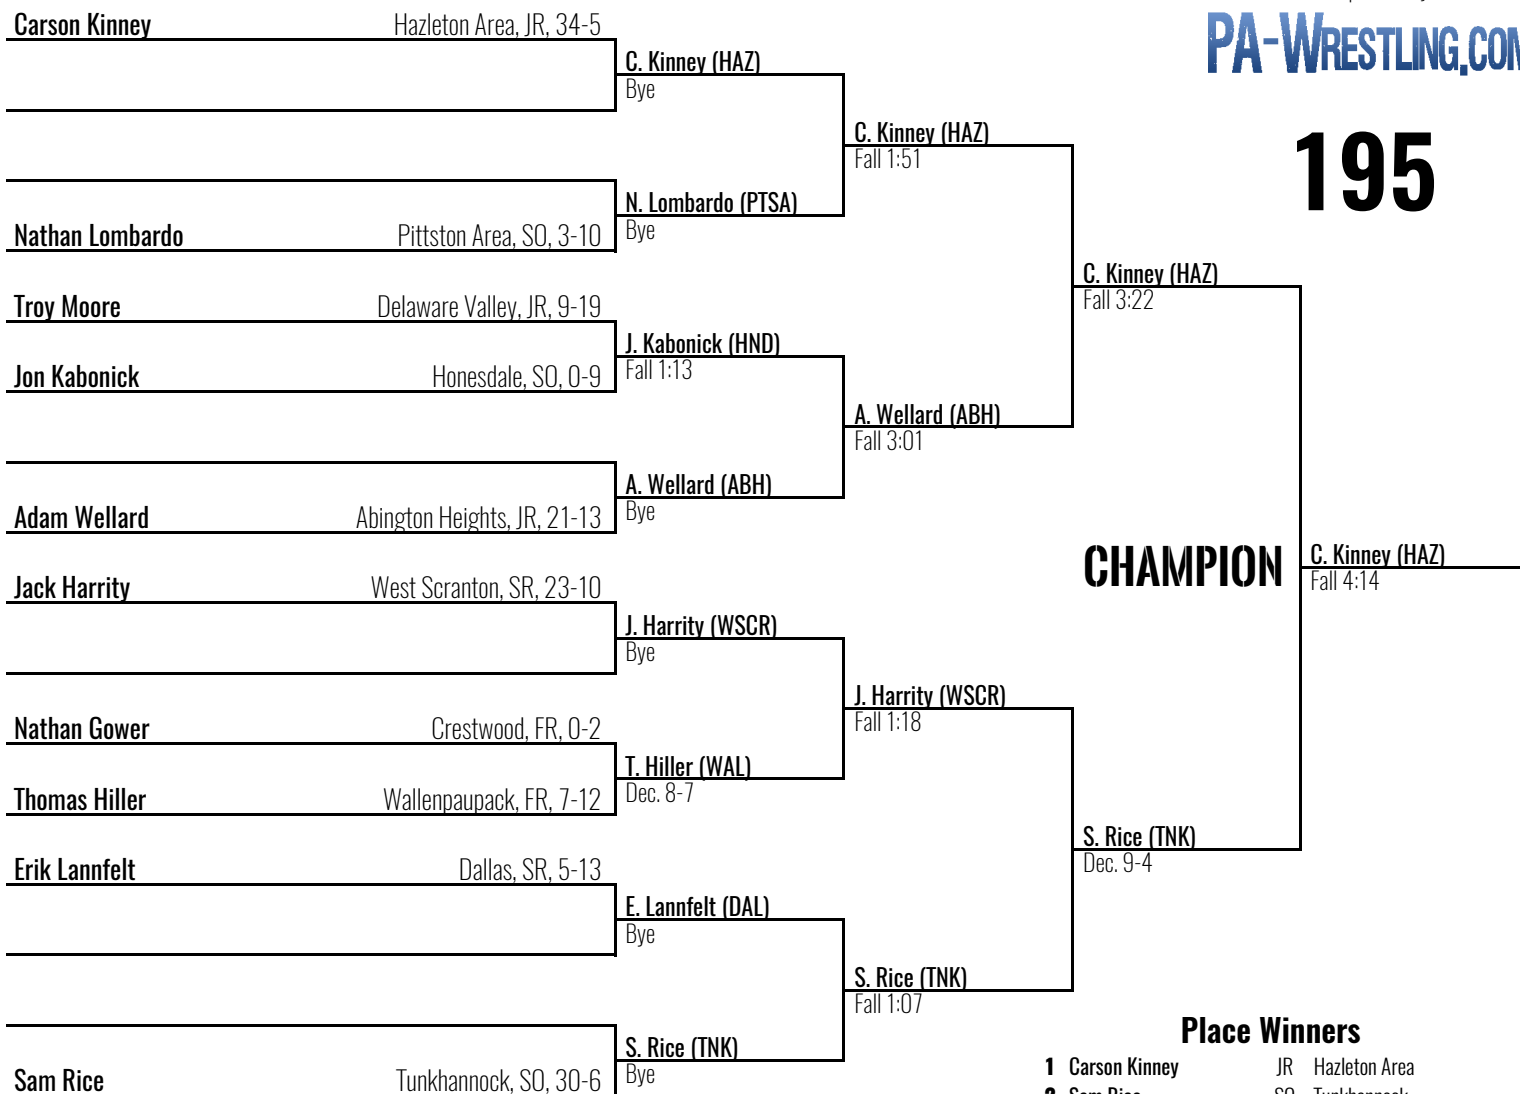 Carson Kinney Hazleton Area, JR, 34-5
C. Kinney (HAZ)
Bye
PA-WRESTLING.COM
195
C. Kinney (HAZ)
Fall 1:51
N. Lombardo (PTSA)
Bye
Nathan Lombardo Pittston Area, SO, 3-10
C. Kinney (HAZ)
Fall 3:22
Troy Moore Delaware Valley, JR, 9-19
J. Kabonick (HND)
Fall 1:13
Jon Kabonick Honesdale, SO, 0-9
A. Wellard (ABH)
Fall 3:01
A. Wellard (ABH)
Bye
Adam Wellard Abington Heights, JR, 21-13
CHAMPION
C. Kinney (HAZ)
Fall 4:14
Jack Harrity West Scranton, SR, 23-10
J. Harrity (WSCR)
Bye
J. Harrity (WSCR)
Fall 1:18
Nathan Gower Crestwood, FR, 0-2
T. Hiller (WAL)
Dec. 8-7
Thomas Hiller Wallenpaupack, FR, 7-12
S. Rice (TNK)
Dec. 9-4
Erik Lannfelt Dallas, SR, 5-13
E. Lannfelt (DAL)
Bye
S. Rice (TNK)
Fall 1:07
Place Winners
S. Rice (TNK)
Bye
1 Carson Kinney JR Hazleton Area
Sam Rice Tunkhannock, SO, 30-6
2 Sam Rice SO Tunkhannock